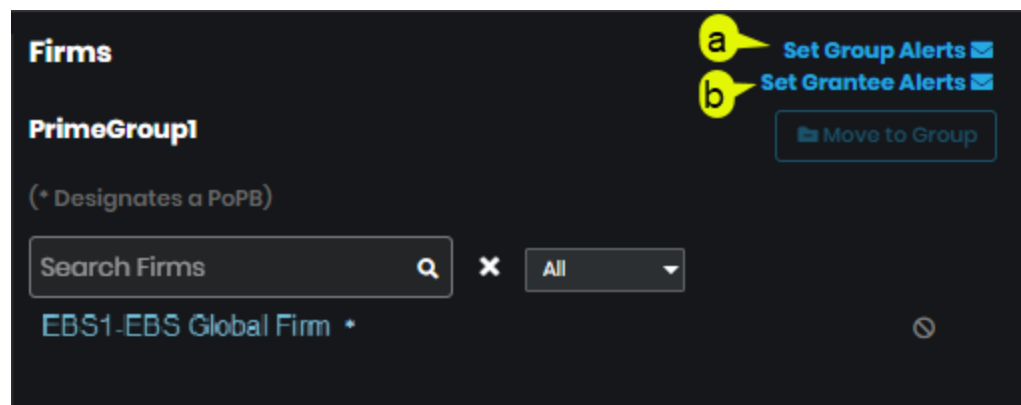 Firms
a
Set Group Alerts
b
Set Grantee Alerts
PrimeGroup1
Move to Group
(* Designates a PoPB)
Search Firms
All
EBS1-EBS Global Firm *